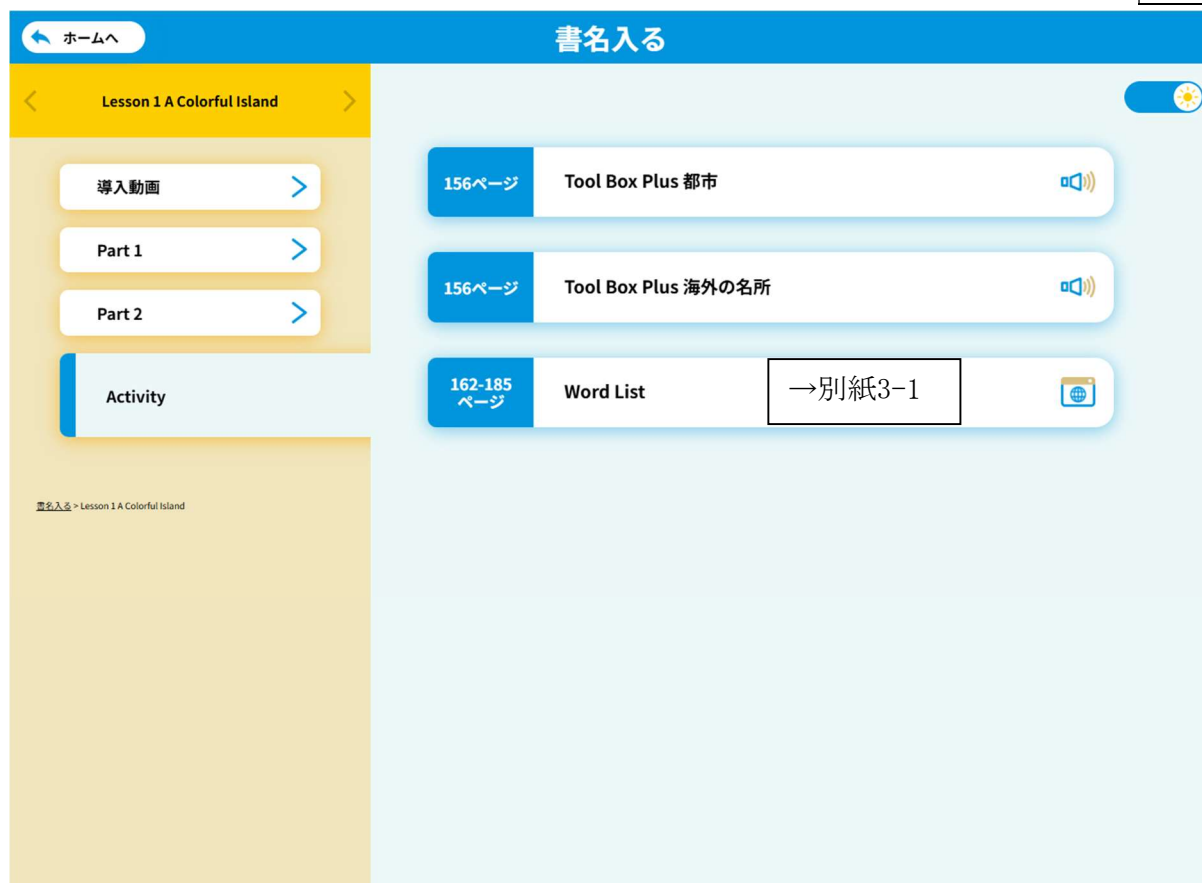 ホームへ
書名入る
Lesson 1 A Colorful Island
導入動画
Part 1
Part 2
Activity
書名入る > Lesson 1 A Colorful Island
156ページ
Tool Box Plus 都市
156ページ
Tool Box Plus 海外の名所
162-185
ページ
Word List
→別紙3-1